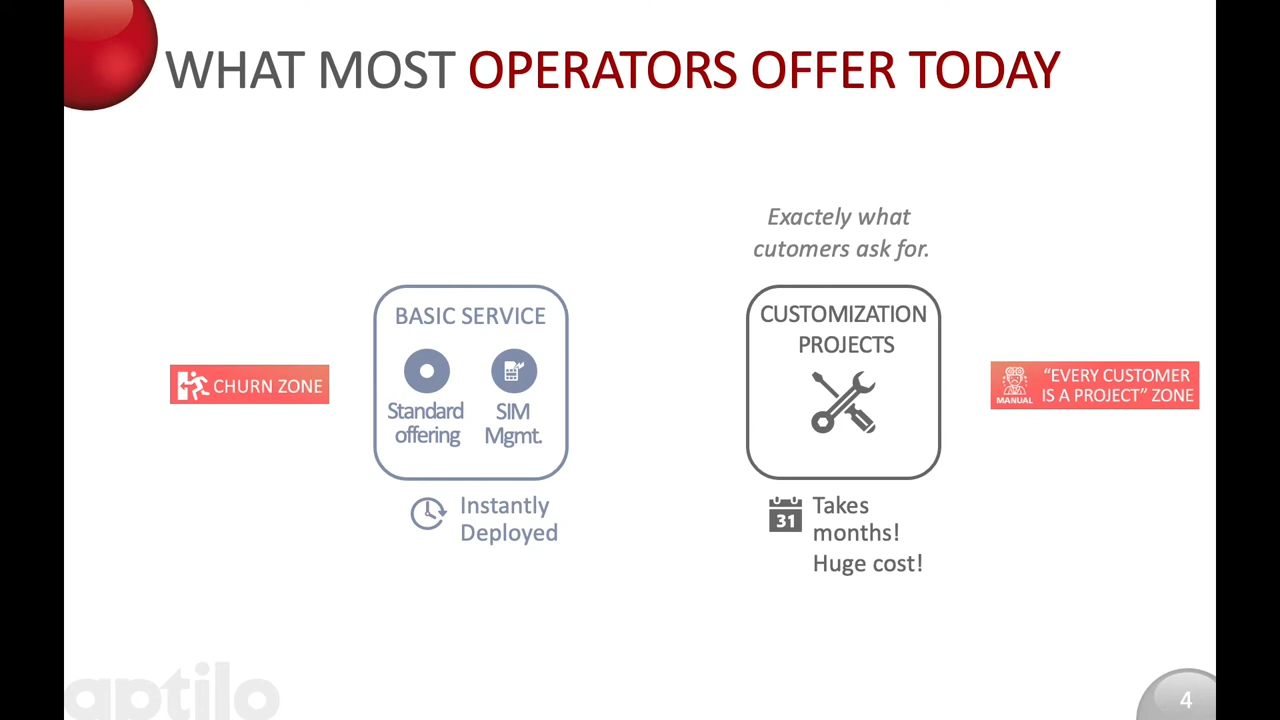 WHAT MOST OPERATORS OFFER TODAY
Exactely what
cutomers ask for.
BASIC SERVICE
Standard
offering
SIM
Mgmt.
Instantly
Deployed
CHURN ZONE
CUSTOMIZATION
PROJECTS
31
Takes
months!
Huge cost!
MANUAL
“EVERY CUSTOMER
IS A PROJECT” ZONE
aptilo
4